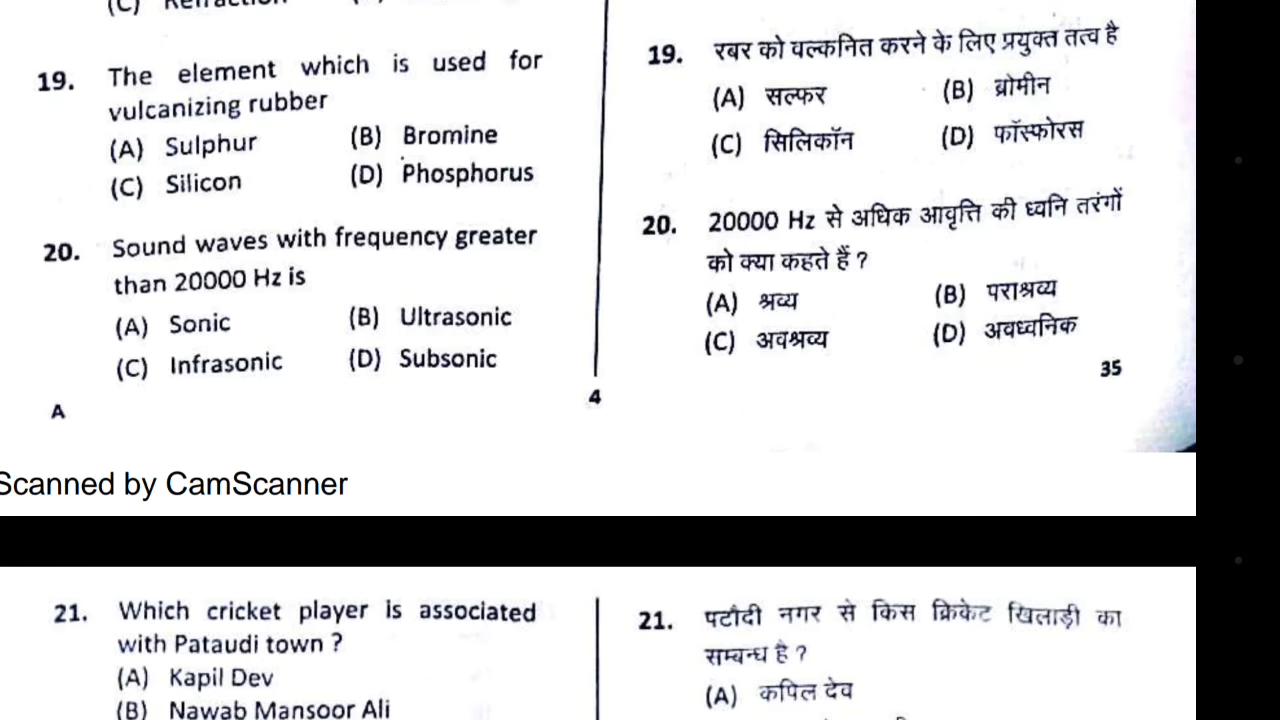 (C)
19. The element which is used for
vulcanizing rubber
(A) Sulphur (B) Bromine
(C) Silicon (D) Phosphorus
20. Sound waves with frequency greater
than 20000 Hz is
(A) Sonic (B) Ultrasonic
(C) Infrasonic (D) Subsonic
A
19. रबर को वल्कनित करने के लिए प्रयुक्त तत्व है
(A) सल्फर (B) ब्रोमीन
(C) सिलिकॉन (D) फॉस्फोरस
20. 20000 Hz से अधिक आवृत्ति की ध्वनि तरंगों
को क्या कहते हैं ?
(A) श्रव्य (B) पराश्रव्य
(C) अवश्रव्य (D) अवध्वनिक
35
4
Scanned by CamScanner
21. Which cricket player is associated
with Pataudi town ?
(A) Kapil Dev
(B) Nawab Mansoor Ali
21. पटौदी नगर से किस क्रिकेट खिलाड़ी का
सम्बन्ध है ?
(A) कपिल देव